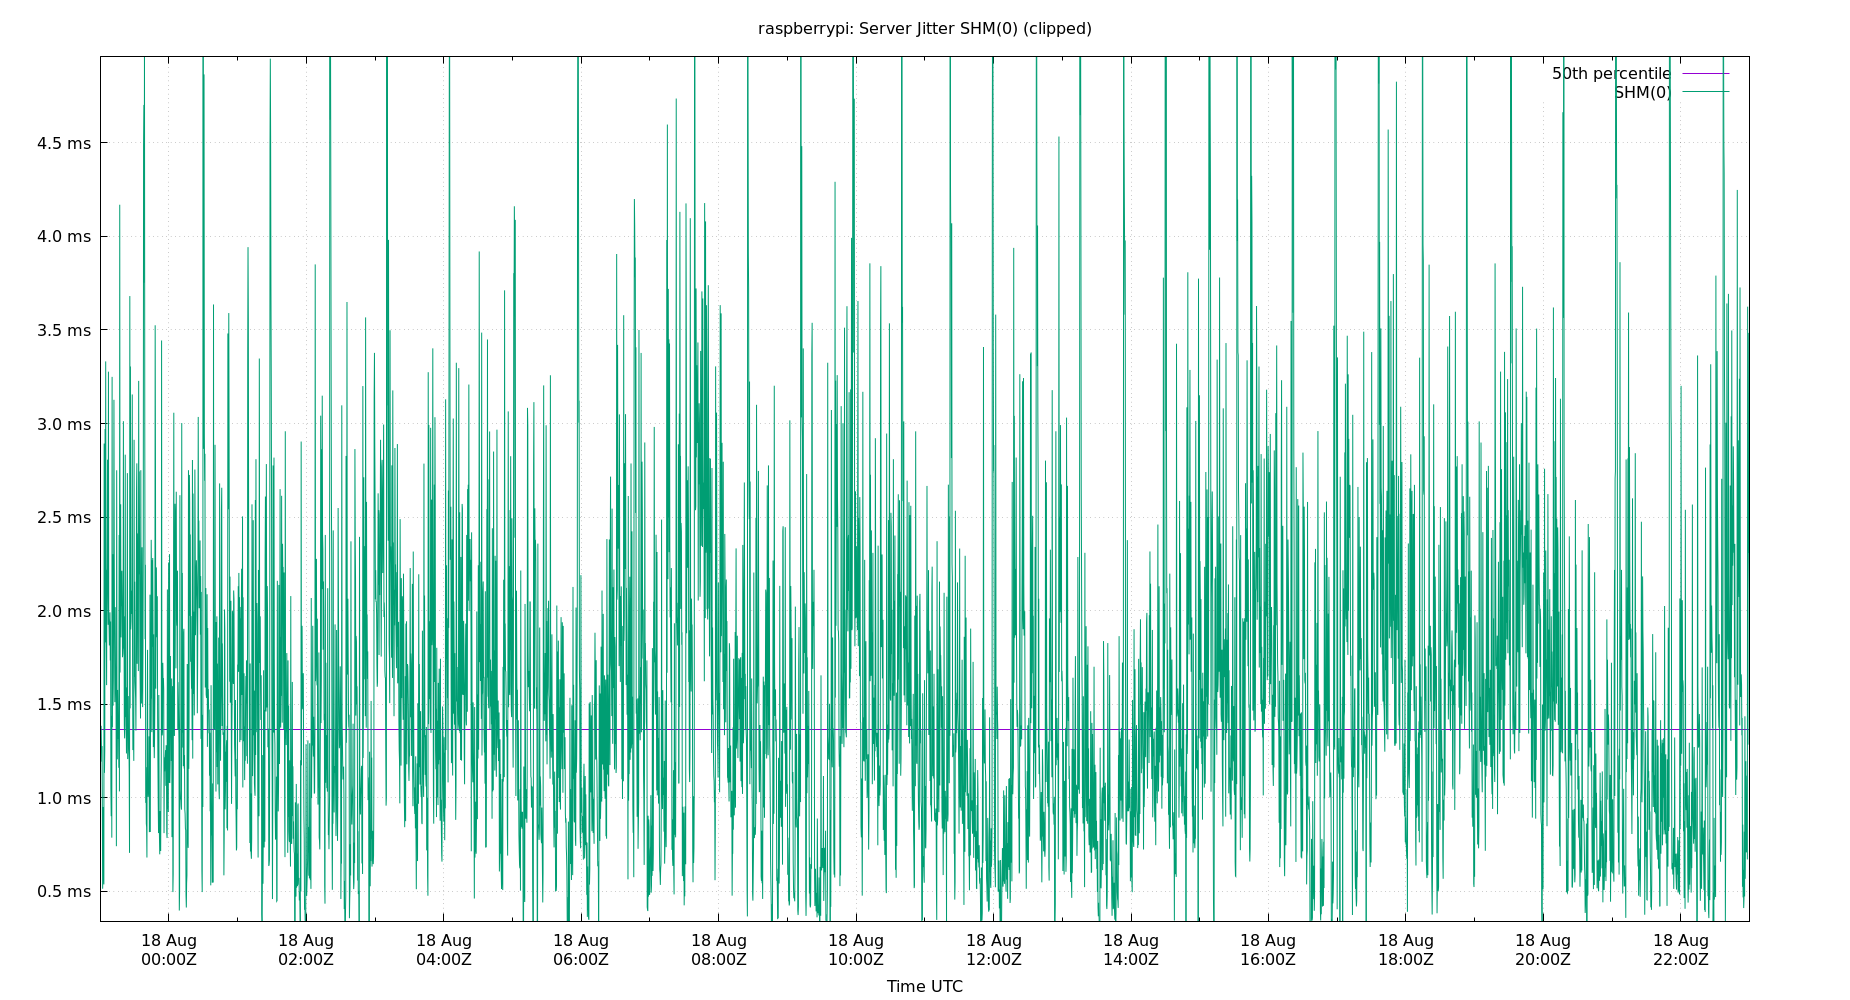 raspberrypi: Server Jitter SHM(0) (clipped)
50th percentile
SHM(0)
4.5 ms
4.0 ms
3.5 ms
3.0 ms
2.5 ms
2.0 ms
1.5 ms
1.0 ms
0.5 ms
18 Aug 18 Aug 18 Aug 18 Aug 18 Aug 18 Aug 18 Aug 18 Aug 18 Aug 18 Aug 18 Aug 18 Aug
00:00Z 02:00Z 04:00Z 06:00Z 08:00Z 10:00Z 12:00Z 14:00Z 16:00Z 18:00Z 20:00Z 22:00Z
Time UTC